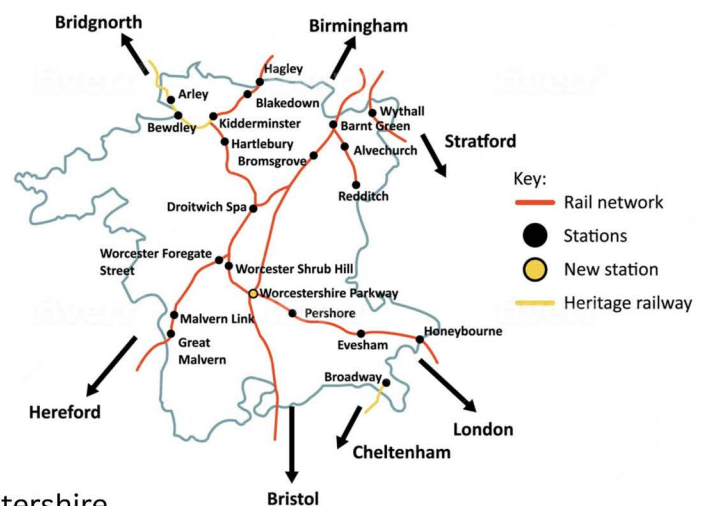 Bridgnorth
Birmingham
Hagley
Arley
Blakedown
Wythall
Bewdley
Kidderminster
Barnt Green
Hartlebury
Alvechurch
Stratford
Bromsgrove
Key:
Redditch
Rail network
Droitwich Spa
Stations
Worcester Foregate
Street
Worcester Shrub Hill
New station
Worcestershire Parkway
Heritage railway
Malvern Link
Pershore
Honeybourne
Great
Malvern
Evesham
Broadway
Hereford
London
Cheltenham
Bristol
tershire